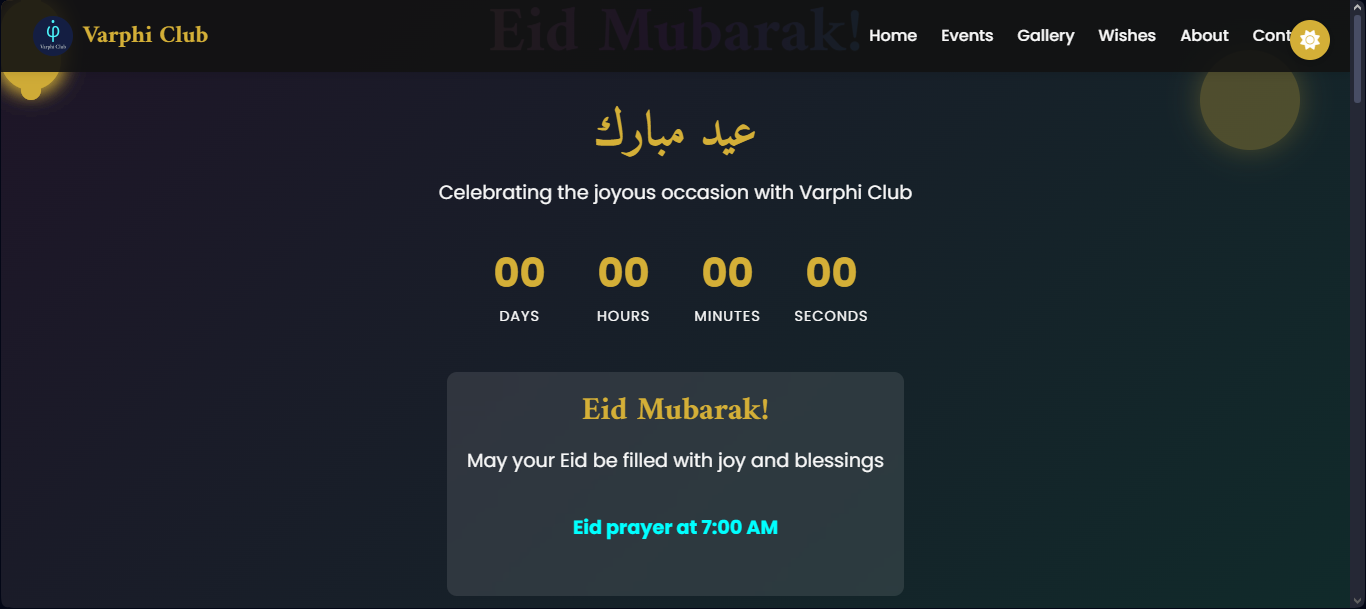 Eid Mubarak!
φ
Varphi Club
Varphi Club
Home Events Gallery Wishes About Cont
عيد مبارك
Celebrating the joyous occasion with Varphi Club
00 00 00 00
DAYS HOURS MINUTES SECONDS
Eid Mubarak!
May your Eid be filled with joy and blessings
Eid prayer at 7:00 AM